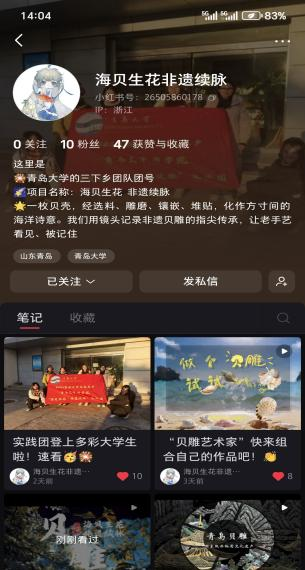 14:04
5G 5G 83%
海贝生花非遗续脉
小红书号：26505860178
IP：浙江
0 关注 10 粉丝 47 获赞与收藏
这里是
青岛大学的三下乡团队团号
项目名称：海贝生花 非遗续脉
一枚贝壳，经选料、雕磨、镶嵌、堆贴，化作方寸间的
海洋诗意。我们用镜头记录非遗贝雕的指尖传承，让老手艺
被看见、被记住
山东青岛 青岛大学
已关注 发私信
笔记 收藏
做个贝雕
试试
实践团登上多彩大学生
啦！速看
海贝生花非遗…
2天前
10
“贝雕艺术家”快来组
合自己的作品吧！
海贝生花非遗…
3天前
8
贝雕
刚刚看过
青岛贝雕